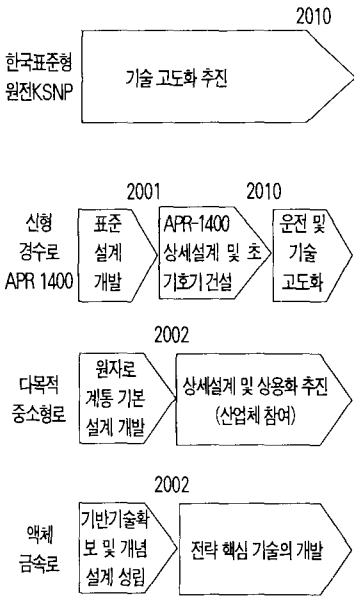 2010
한국표준형
원전KSNP
기술 고도화 추진
2001
2010
신형
경수로
APR 1400
표준
설계
개발
APR-1400
상세설계 및 초
기호기 건설
운전 및
기술
고도화
2002
다목적
중소형로
원자로
계통 기본
설계 개발
상세설계 및 상용화 추진
(산업체 참여)
2002
액체
금속로
기반기술확
보 및 개념
설계 성립
전략 핵심 기술의 개발